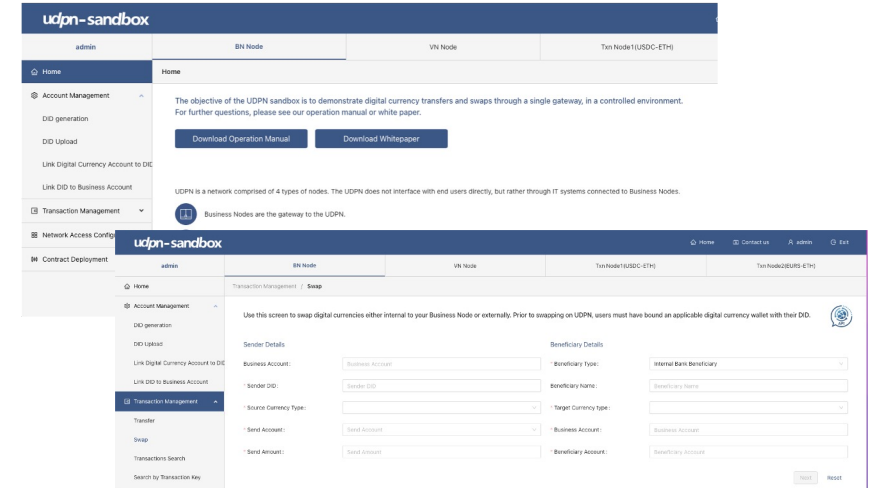 udpn-sandbox
admin
BN Node
VN Node
Txn Node1(USDC-ETH)
Home
Home
Account Management
DID generation
DID Upload
Link Digital Currency Account to DID
Link DID to Business Account
Transaction Management
Network Access Config
Contract Deployment
The objective of the UDPN sandbox is to demonstrate digital currency transfers and swaps through a single gateway, in a controlled environment.
For further questions, please see our operation manual or white paper.
Download Operation Manual
Download Whitepaper
UDPN is a network comprised of 4 types of nodes. The UDPN does not interface with end users directly, but rather through IT systems connected to Business Nodes.
Business Nodes are the gateway to the UDPN.
udpn-sandbox
Home
Contact us
admin
Exit
admin
BN Node
VN Node
Txn Node1(USDC-ETH)
Txn Node2(EURS-ETH)
Home
Account Management
DID generation
DID Upload
Link Digital Currency Account to DID
Link DID to Business Account
Transaction Management
Transfer
Swap
Transactions Search
Search by Transaction Key
Transaction Management / Swap
Use this screen to swap digital currencies either internal to your Business Node or externally. Prior to swapping on UDPN, users must have bound an applicable digital currency wallet with their DID.
Sender Details
Business Account: Business Account
* Sender DID: Sender DID
* Source Currency Type:
* Send Account: Send Account
* Send Amount: Send Amount
Beneficiary Details
* Beneficiary Type: Internal Bank Beneficiary
Beneficiary Name: Beneficiary Name
* Target Currency type:
* Business Account: Business Account
* Beneficiary Account: Beneficiary Account
Next
Reset